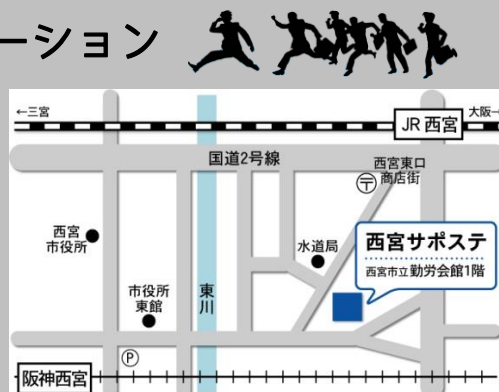 ーション
←三宮
大阪→
JR 西宮
国道2号線
西宮東口
商店街
〒
西宮
市役所
水道局
西宮サポステ
西宮市立勤労会館1階
市役所
東館
東川
P
阪神西宮